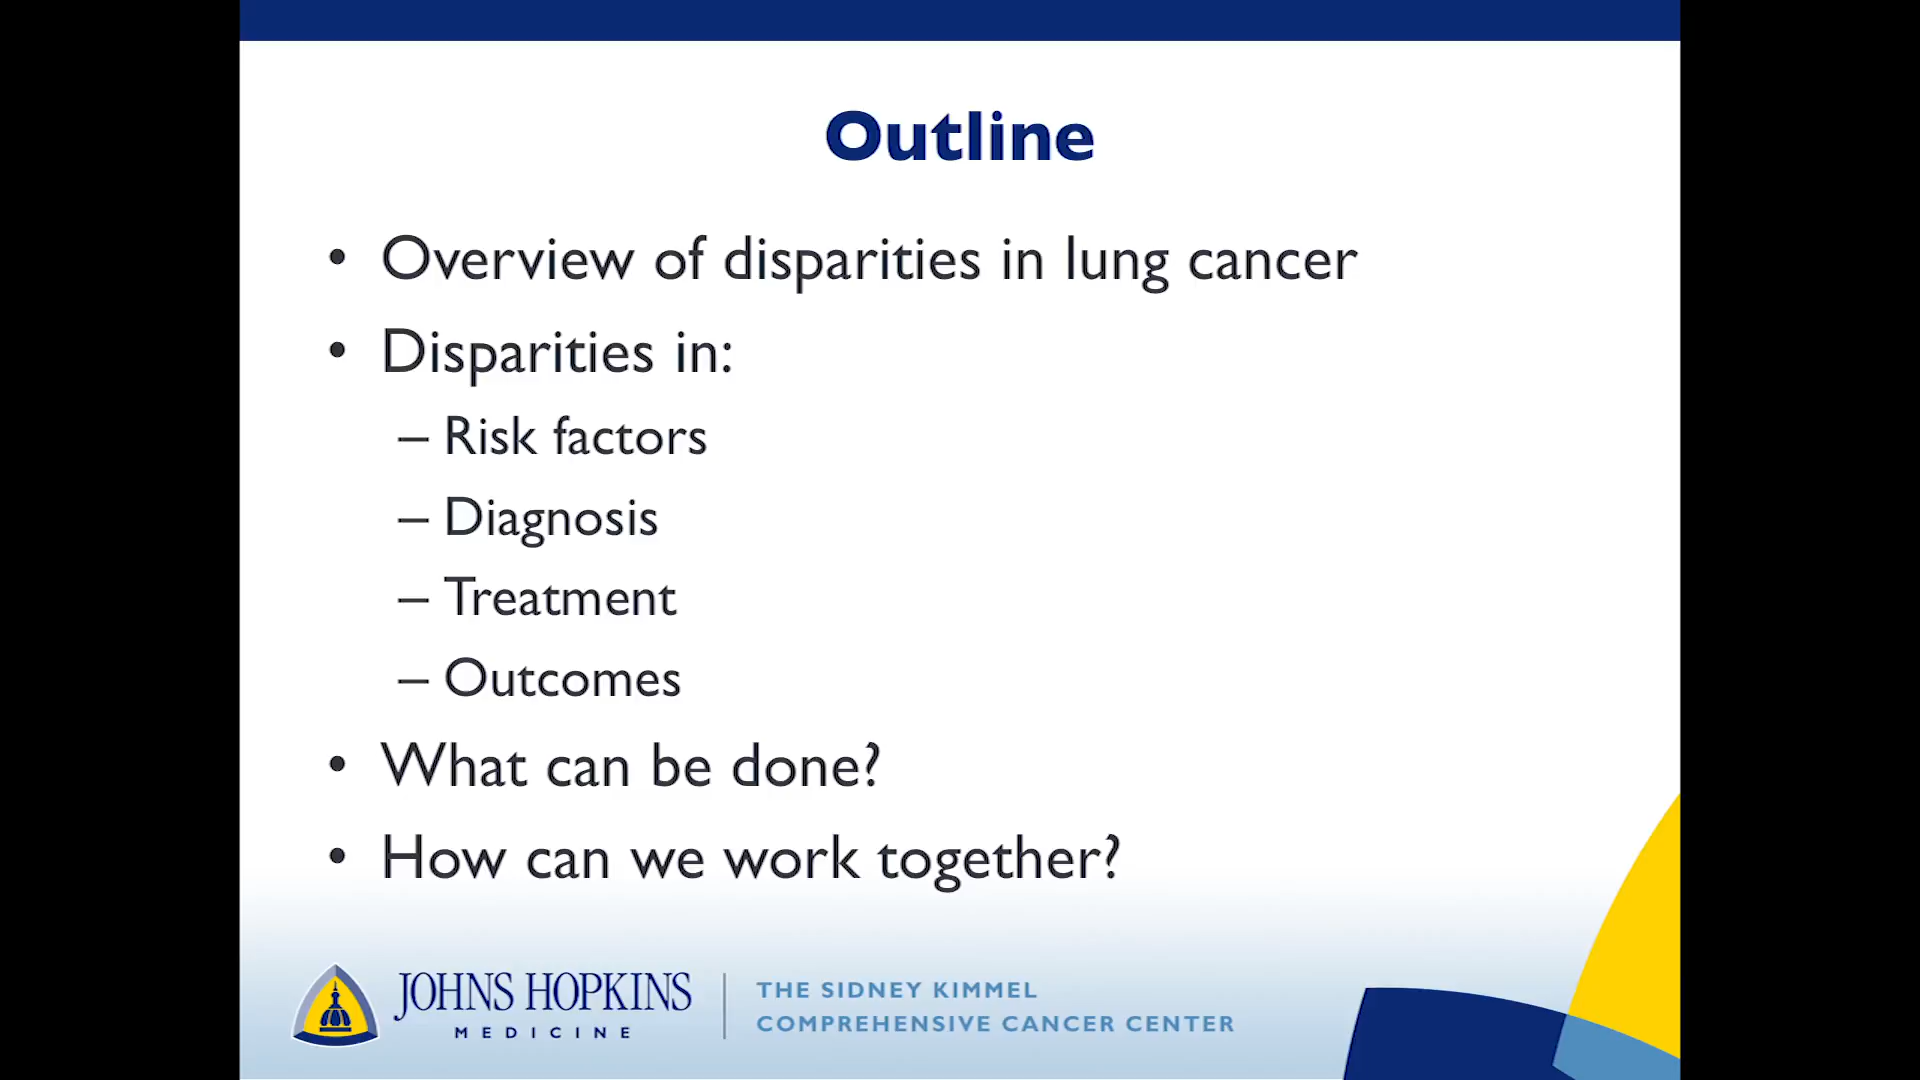 Outline
• Overview of disparities in lung cancer
• Disparities in:
– Risk factors
– Diagnosis
– Treatment
– Outcomes
• What can be done?
• How can we work together?
JOHNS HOPKINS
MEDICINE
THE SIDNEY KIMMEL
COMPREHENSIVE CANCER CENTER